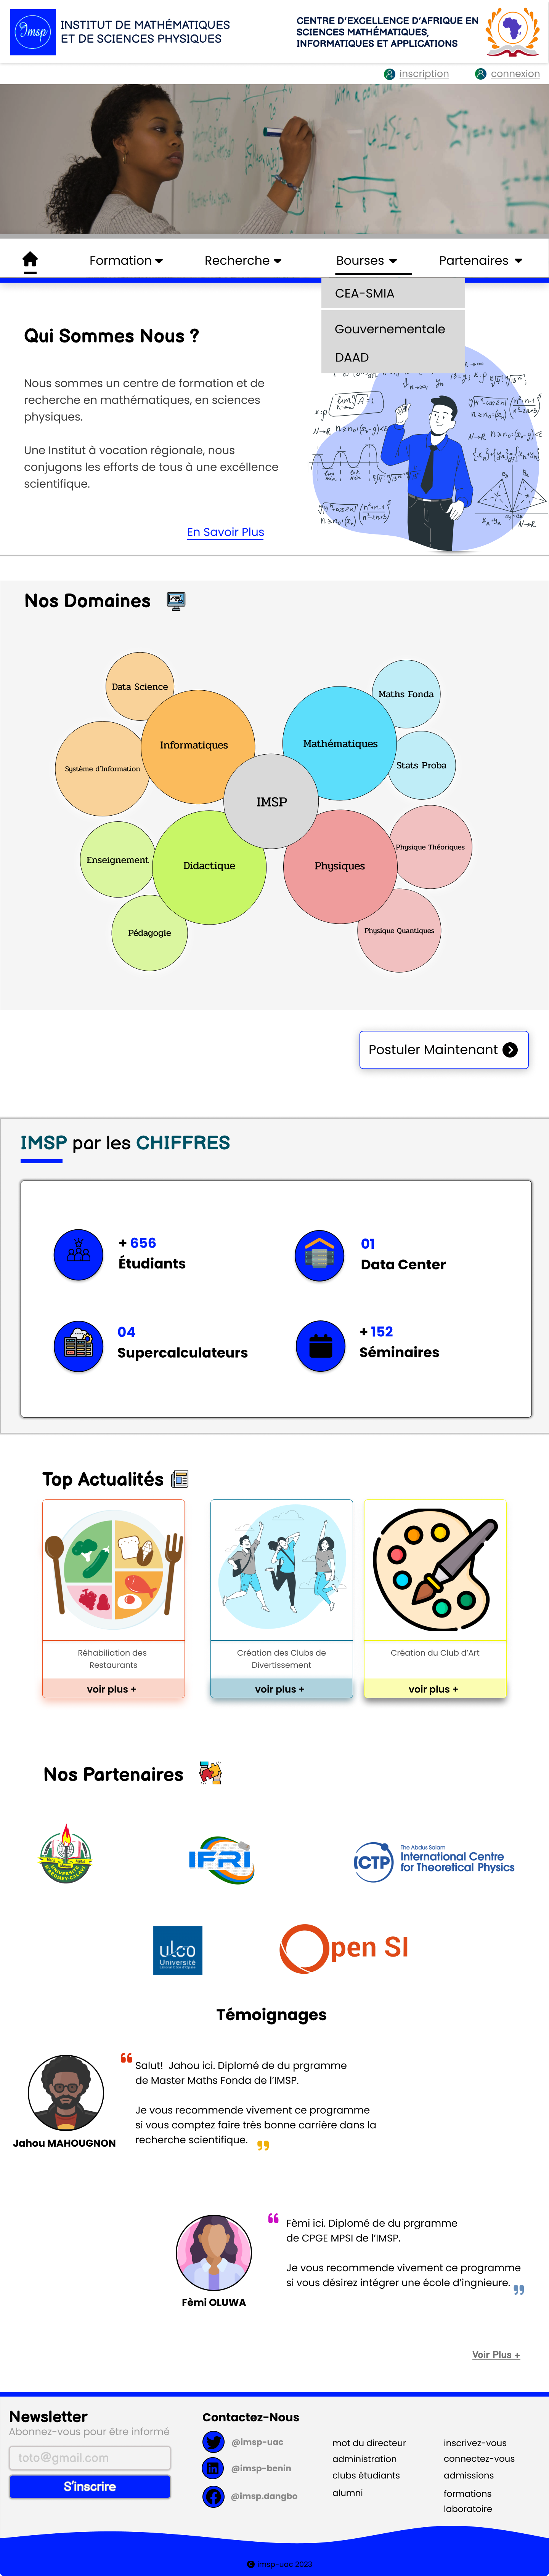 Imsp
INSTITUT DE MATHÉMATIQUES
ET DE SCIENCES PHYSIQUES
CENTRE D'EXCELLENCE D'AFRIQUE EN
SCIENCES MATHÉMATIQUES,
INFORMATIQUES ET APPLICATIONS
inscription
connexion
Formation
Recherche
Bourses
Partenaires
CEA-SMIA
Gouvernementale
DAAD
Qui Sommes Nous ?
Nous sommes un centre de formation et de
recherche en mathématiques, en sciences
physiques.
Une Institut à vocation régionale, nous
conjugons les efforts de tous à une excéllence
scientifique.
En Savoir Plus
Nos Domaines
Data Science
Maths Fonda
Informatiques
Mathématiques
Système d'Information
Stats Proba
IMSP
Enseignement
Didactique
Physiques
Physique Théoriques
Pédagogie
Physique Quantiques
Postuler Maintenant
IMSP par les CHIFFRES
+ 656
Étudiants
01
Data Center
04
Supercalculateurs
+ 152
Séminaires
Top Actualités
Réhabiliation des
Restaurants
voir plus +
Création des Clubs de
Divertissement
voir plus +
Création du Club d'Art
voir plus +
Nos Partenaires
IFRI
ICTP
The Abdus Salam
International Centre
for Theoretical Physics
ulco
Université
Open SI
Témoignages
Salut!  Jahou ici. Diplomé de du prgramme
de Master Maths Fonda de l'IMSP.
Je vous recommende vivement ce programme
si vous comptez faire très bonne carrière dans la
recherche scientifique.
Jahou MAHOUGNON
Fèmi ici. Diplomé de du prgramme
de CPGE MPSI de l'IMSP.
Je vous recommende vivement ce programme
si vous désirez intégrer une école d'ingnieure.
Fèmi OLUWA
Voir Plus +
Newsletter
Abonnez-vous pour être informé
toto@gmail.com
S'inscrire
Contactez-Nous
@imsp-uac
@imsp-benin
@imsp.dangbo
mot du directeur
administration
clubs étudiants
alumni
inscrivez-vous
connectez-vous
admissions
formations
laboratoire
imsp-uac 2023